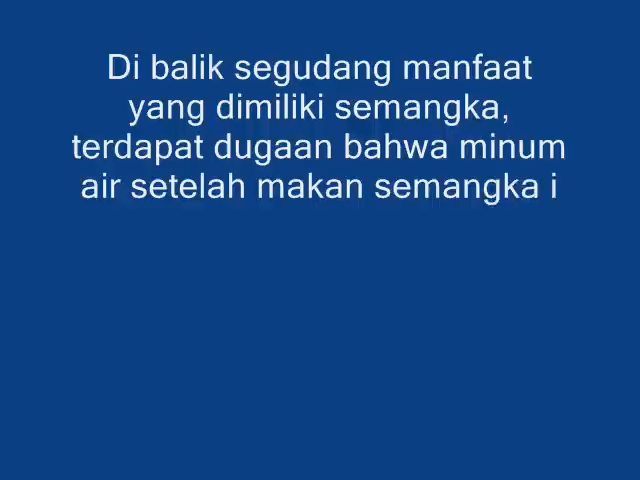 Di balik segudang manfaat
yang dimiliki semangka,
terdapat dugaan bahwa minum
air setelah makan semangka i